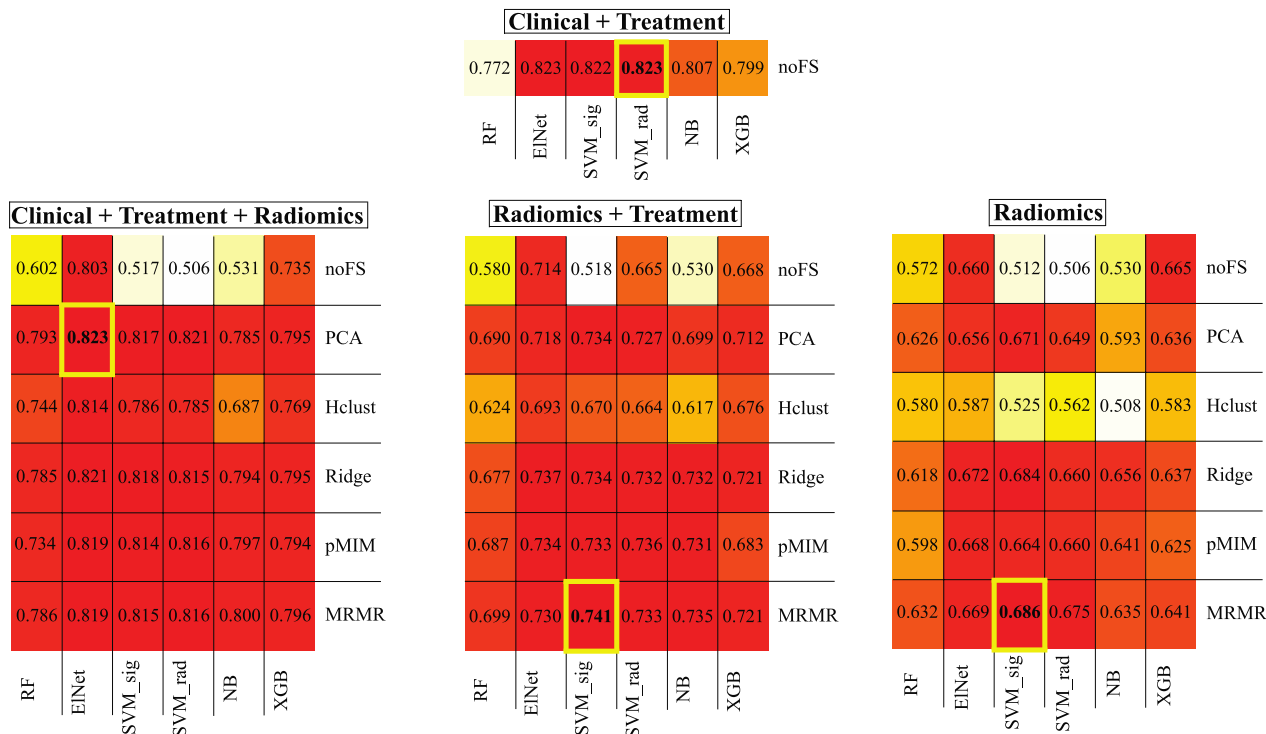 Clinical + Treatment
0.772 0.823 0.822 0.823 0.807 0.799 noFS
RF ElNet SVM_sig SVM_rad NB XGB
Clinical + Treatment + Radiomics
0.602 0.803 0.517 0.506 0.531 0.735 noFS
0.793 0.823 0.817 0.821 0.785 0.795 PCA
0.744 0.814 0.786 0.785 0.687 0.769 Hclust
0.785 0.821 0.818 0.815 0.794 0.795 Ridge
0.734 0.819 0.814 0.816 0.797 0.794 pMIM
0.786 0.819 0.815 0.816 0.800 0.796 MRMR
RF ElNet SVM_sig SVM_rad NB XGB
Radiomics + Treatment
0.580 0.714 0.518 0.665 0.530 0.668 noFS
0.690 0.718 0.734 0.727 0.699 0.712 PCA
0.624 0.693 0.670 0.664 0.617 0.676 Hclust
0.677 0.737 0.734 0.732 0.732 0.721 Ridge
0.687 0.734 0.733 0.736 0.731 0.683 pMIM
0.699 0.730 0.741 0.733 0.735 0.721 MRMR
RF ElNet SVM_sig SVM_rad NB XGB
Radiomics
0.572 0.660 0.512 0.506 0.530 0.665 noFS
0.626 0.656 0.671 0.649 0.593 0.636 PCA
0.580 0.587 0.525 0.562 0.508 0.583 Hclust
0.618 0.672 0.684 0.660 0.656 0.637 Ridge
0.598 0.668 0.664 0.660 0.641 0.625 pMIM
0.632 0.669 0.686 0.675 0.635 0.641 MRMR
RF ElNet SVM_sig SVM_rad NB XGB